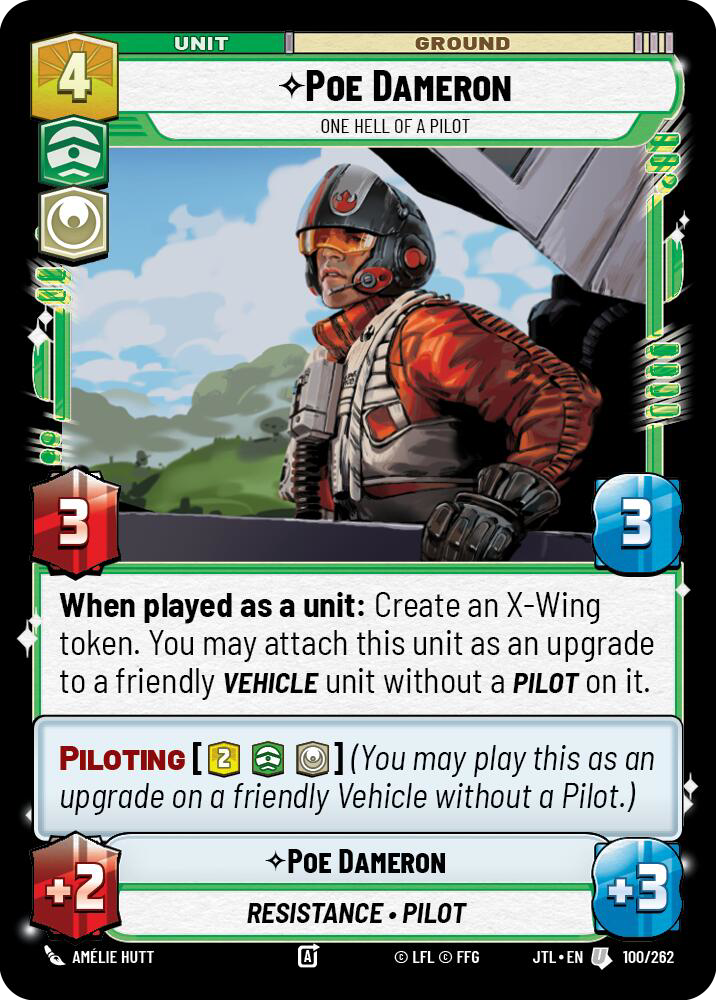 UNIT
GROUND
4
✧POE DAMERON
ONE HELL OF A PILOT
3
3
When played as a unit: Create an X-Wing
token. You may attach this unit as an upgrade
to a friendly VEHICLE unit without a PILOT on it.
PILOTING [2] (You may play this as an
upgrade on a friendly Vehicle without a Pilot.)
✧POE DAMERON
+2
+3
RESISTANCE • PILOT
AMÉLIE HUTT
A
© LFL © FFG
JTL • EN
U
100/262